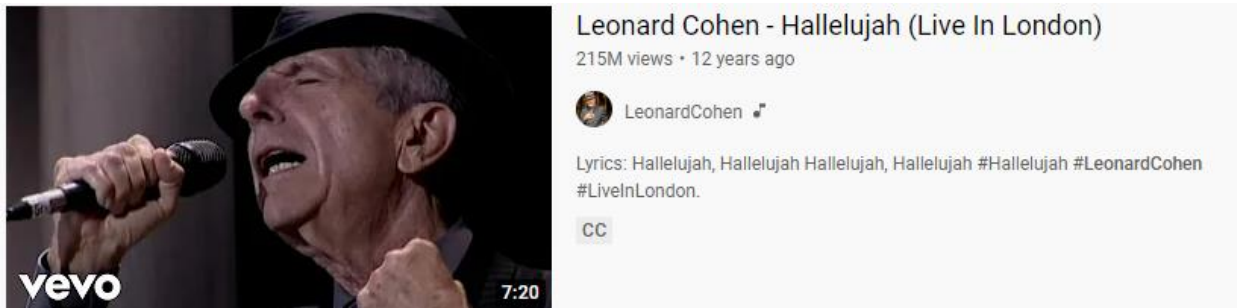 Leonard Cohen - Hallelujah (Live In London)
215M views • 12 years ago
LeonardCohen
Lyrics: Hallelujah, Hallelujah Hallelujah, Hallelujah #Hallelujah #LeonardCohen
#LiveInLondon.
CC
vevo
7:20